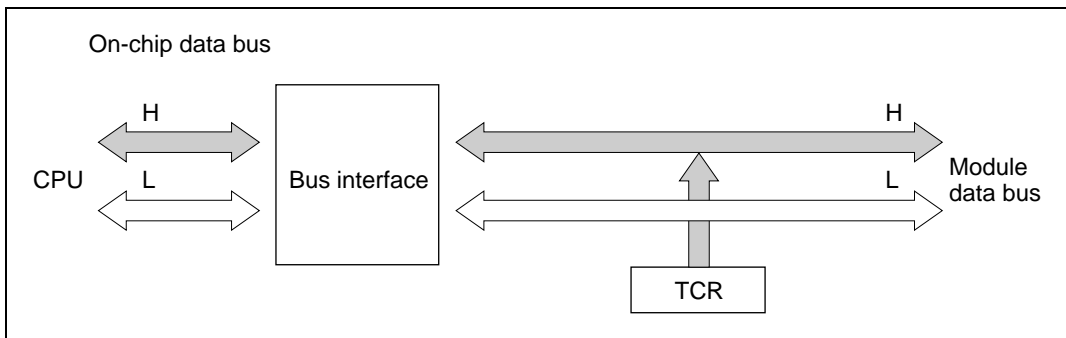 On-chip data bus
H
H
CPU
L
Bus interface
L
Module
data bus
TCR